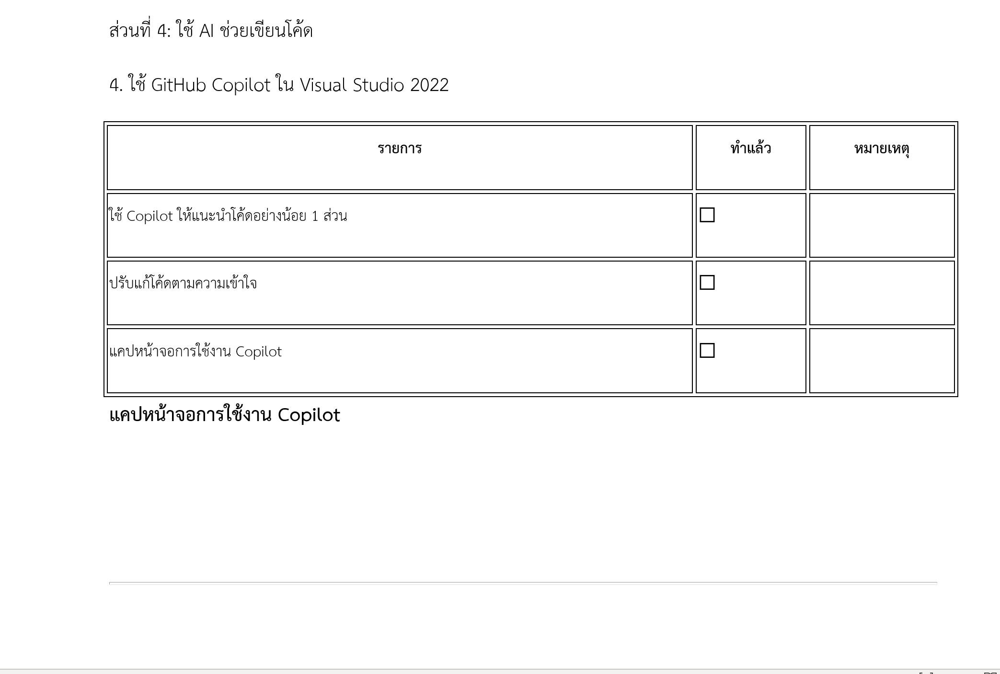 ส่วนที่ 4: ใช้ AI ช่วยเขียนโค้ด
4. ใช้ GitHub Copilot ใน Visual Studio 2022
รายการ ทำแล้ว หมายเหตุ
ใช้ Copilot ให้แนะนำโค้ดอย่างน้อย 1 ส่วน ☐
ปรับแก้โค้ดตามความเข้าใจ ☐
แคปหน้าจอการใช้งาน Copilot ☐
แคปหน้าจอการใช้งาน Copilot